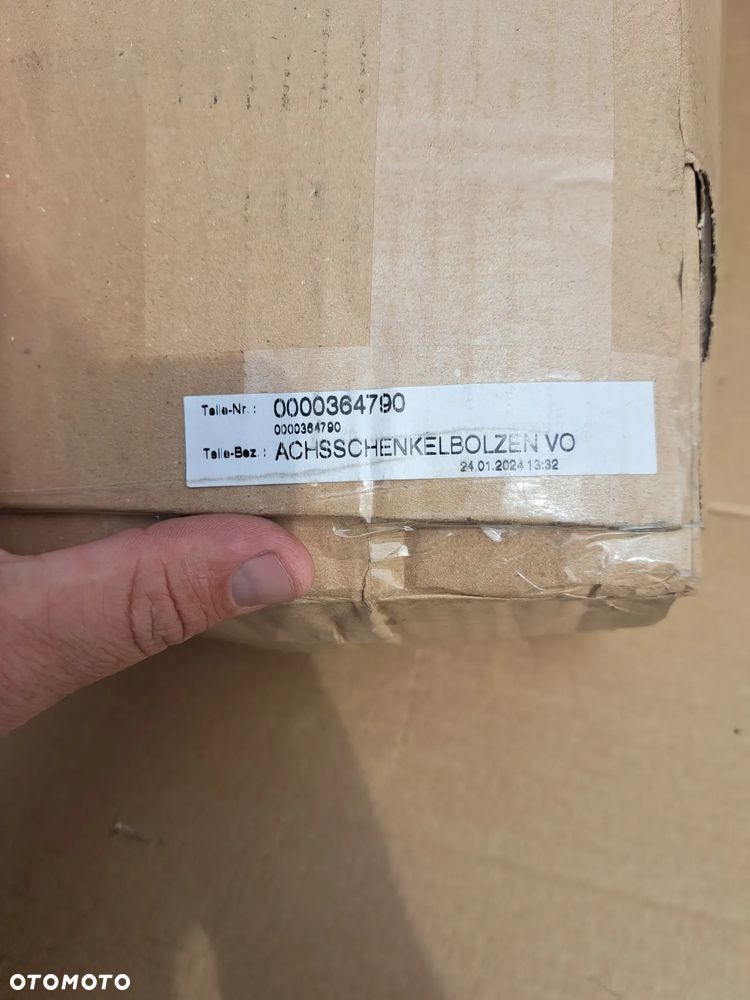 Teile-Nr. : 0000364790
0000364790
Teile-Bez. : ACHSSCHENKELBOLZEN VO
24.01.2024 13:32
OTOMOTO